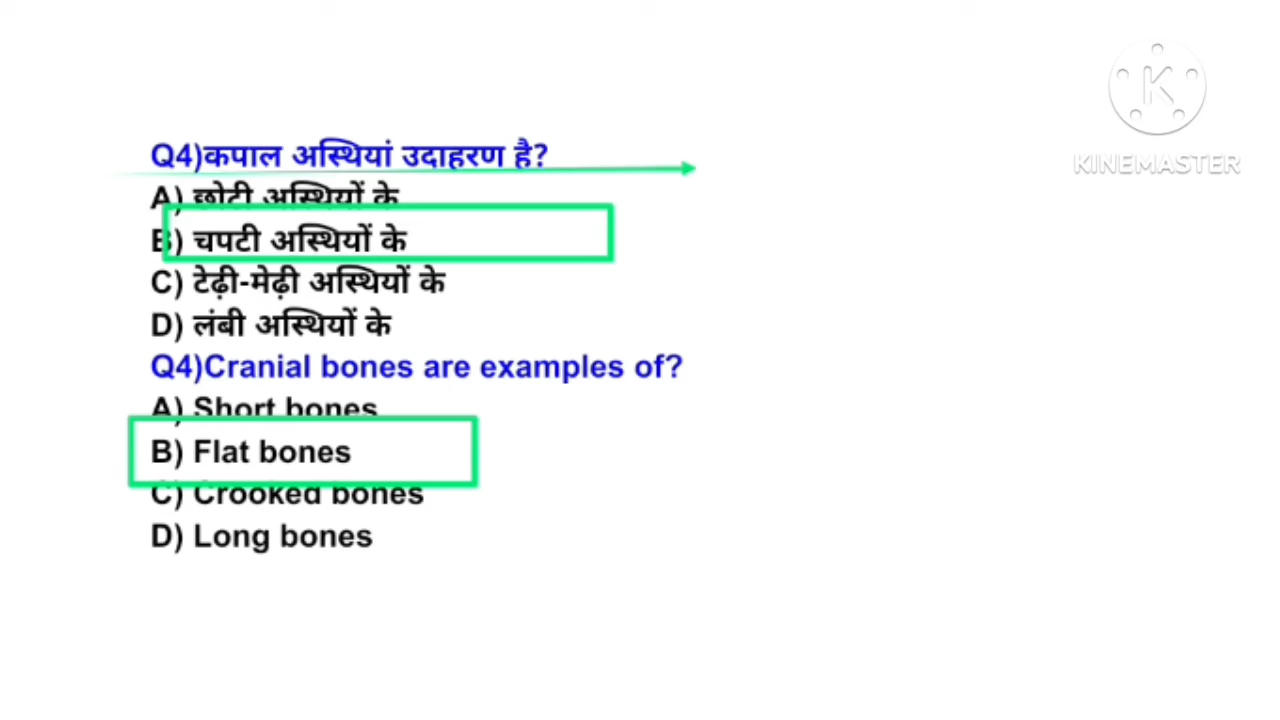 Q4)कपाल अस्थियां उदाहरण है?
A) छोटी अस्थियों के
B) चपटी अस्थियों के
C) टेढ़ी-मेढ़ी अस्थियों के
D) लंबी अस्थियों के
Q4)Cranial bones are examples of?
A) Short bones
B) Flat bones
C) Crooked bones
D) Long bones
KINEMASTER